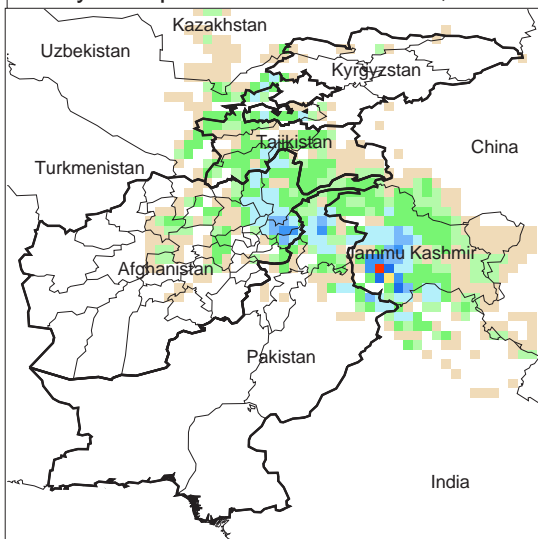 Kazakhstan
Uzbekistan
Kyrgyzstan
Tajikistan
China
Turkmenistan
Jammu Kashmir
Afghanistan
Pakistan
India